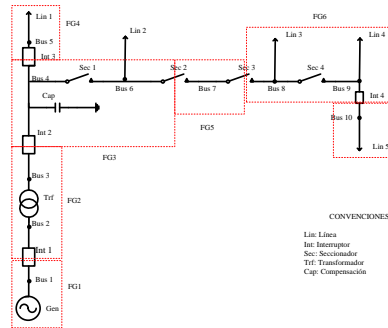 Lin 1
FG4
Bus 5
Int 3
Lin 2
FG6
Lin 3
Lin 4
Sec 1
Sec 2
Sec 3
Sec 4
Bus 4
Bus 6
Bus 7
Bus 8
Bus 9
Cap
Int 4
Bus 10
FG5
Int 2
FG3
Lin 5
Bus 3
Trf
FG2
Bus 2
Int 1
Bus 1
FG1
Gen
CONVENCIONES
Lin: Línea
Int: Interruptor
Sec: Seccionador
Trf: Transformador
Cap: Compensación